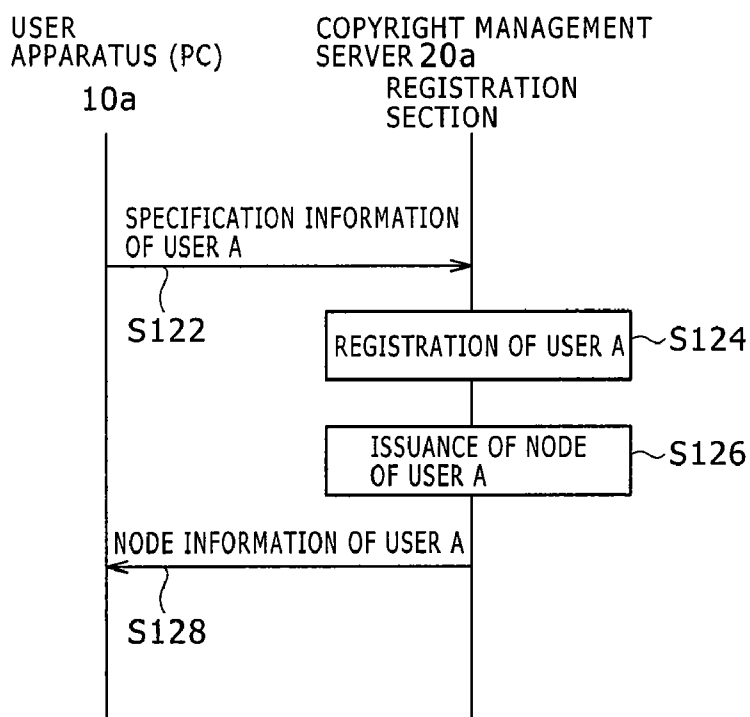 USER
APPARATUS (PC)
10a
COPYRIGHT MANAGEMENT
SERVER 20a
REGISTRATION
SECTION
SPECIFICATION INFORMATION
OF USER A
S122
REGISTRATION OF USER A
S124
ISSUANCE OF NODE
OF USER A
S126
NODE INFORMATION OF USER A
S128